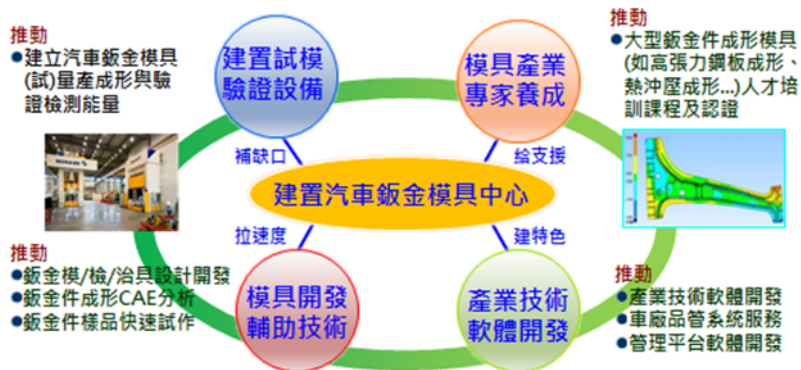 推動
●建立汽車鈑金模具
(試)量產成形與驗
證檢測能量
建置試模
驗證設備
模具產業
專家養成
推動
●大型鈑金件成形模具
(如高張力鋼板成形、
熱沖壓成形...)人才培
訓課程及認證
補缺口
給支援
建置汽車鈑金模具中心
拉速度
建特色
推動
●鈑金模/檢/治具設計開發
●鈑金件成形CAE分析
●鈑金件樣品快速試作
模具開發
輔助技術
產業技術
軟體開發
推動
●產業技術軟體開發
●車廠品管系統服務
●管理平台軟體開發